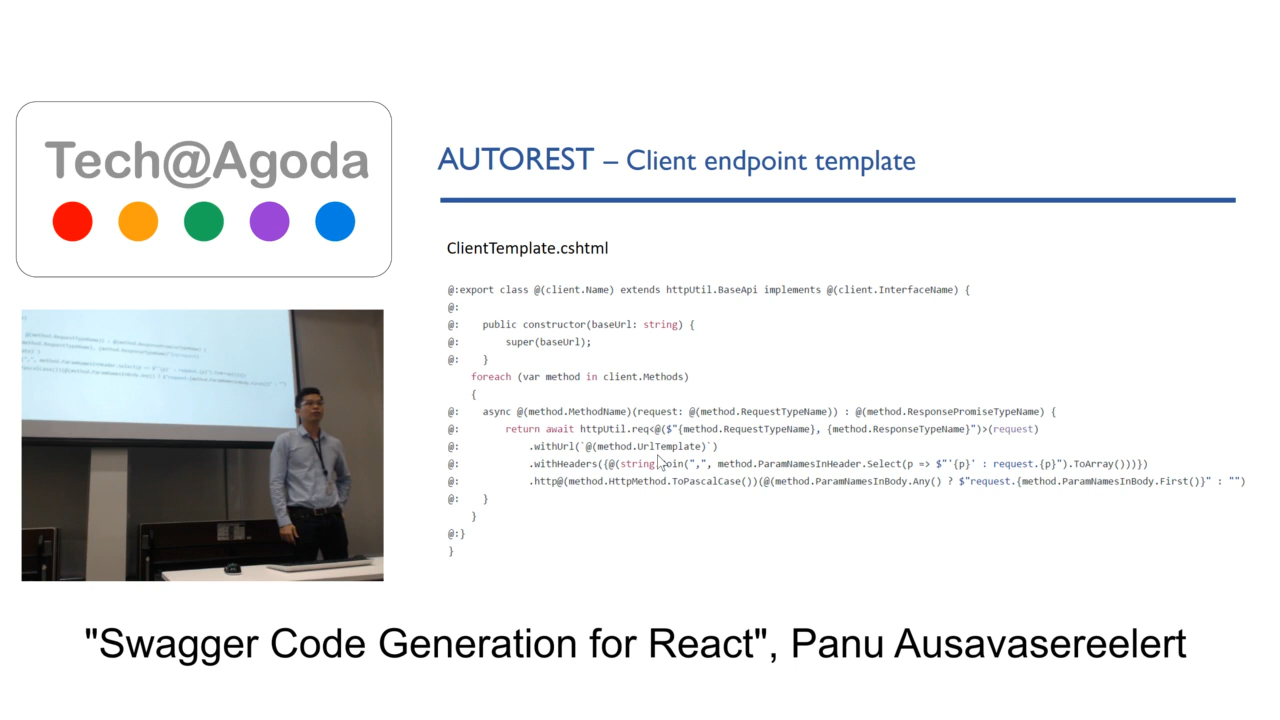 Tech@Agoda
AUTOREST – Client endpoint template
ClientTemplate.cshtml
@:export class @(client.Name) extends httpUtil.BaseApi implements @(client.InterfaceName) {
@:
@:    public constructor(baseUrl: string) {
@:        super(baseUrl);
@:    }
    foreach (var method in client.Methods)
    {
@:    async @(method.MethodName)(request: @(method.RequestTypeName)) : @(method.ResponsePromiseTypeName) {
@:        return await httpUtil.req<@($"{method.RequestTypeName}, {method.ResponseTypeName}")>(request)
@:            .withUrl(`@(method.UrlTemplate)`)
@:            .withHeaders({@(string.Join(",", method.ParamNamesInHeader.Select(p => $"'{p}' : request.{p}").ToArray()))})
@:            .http@(method.HttpMethod.ToPascalCase())(@(method.ParamNamesInBody.Any() ? $"request.{method.ParamNamesInBody.First()}" : "")
@:    }
    }
@:}
}
"Swagger Code Generation for React", Panu Ausavasereelert